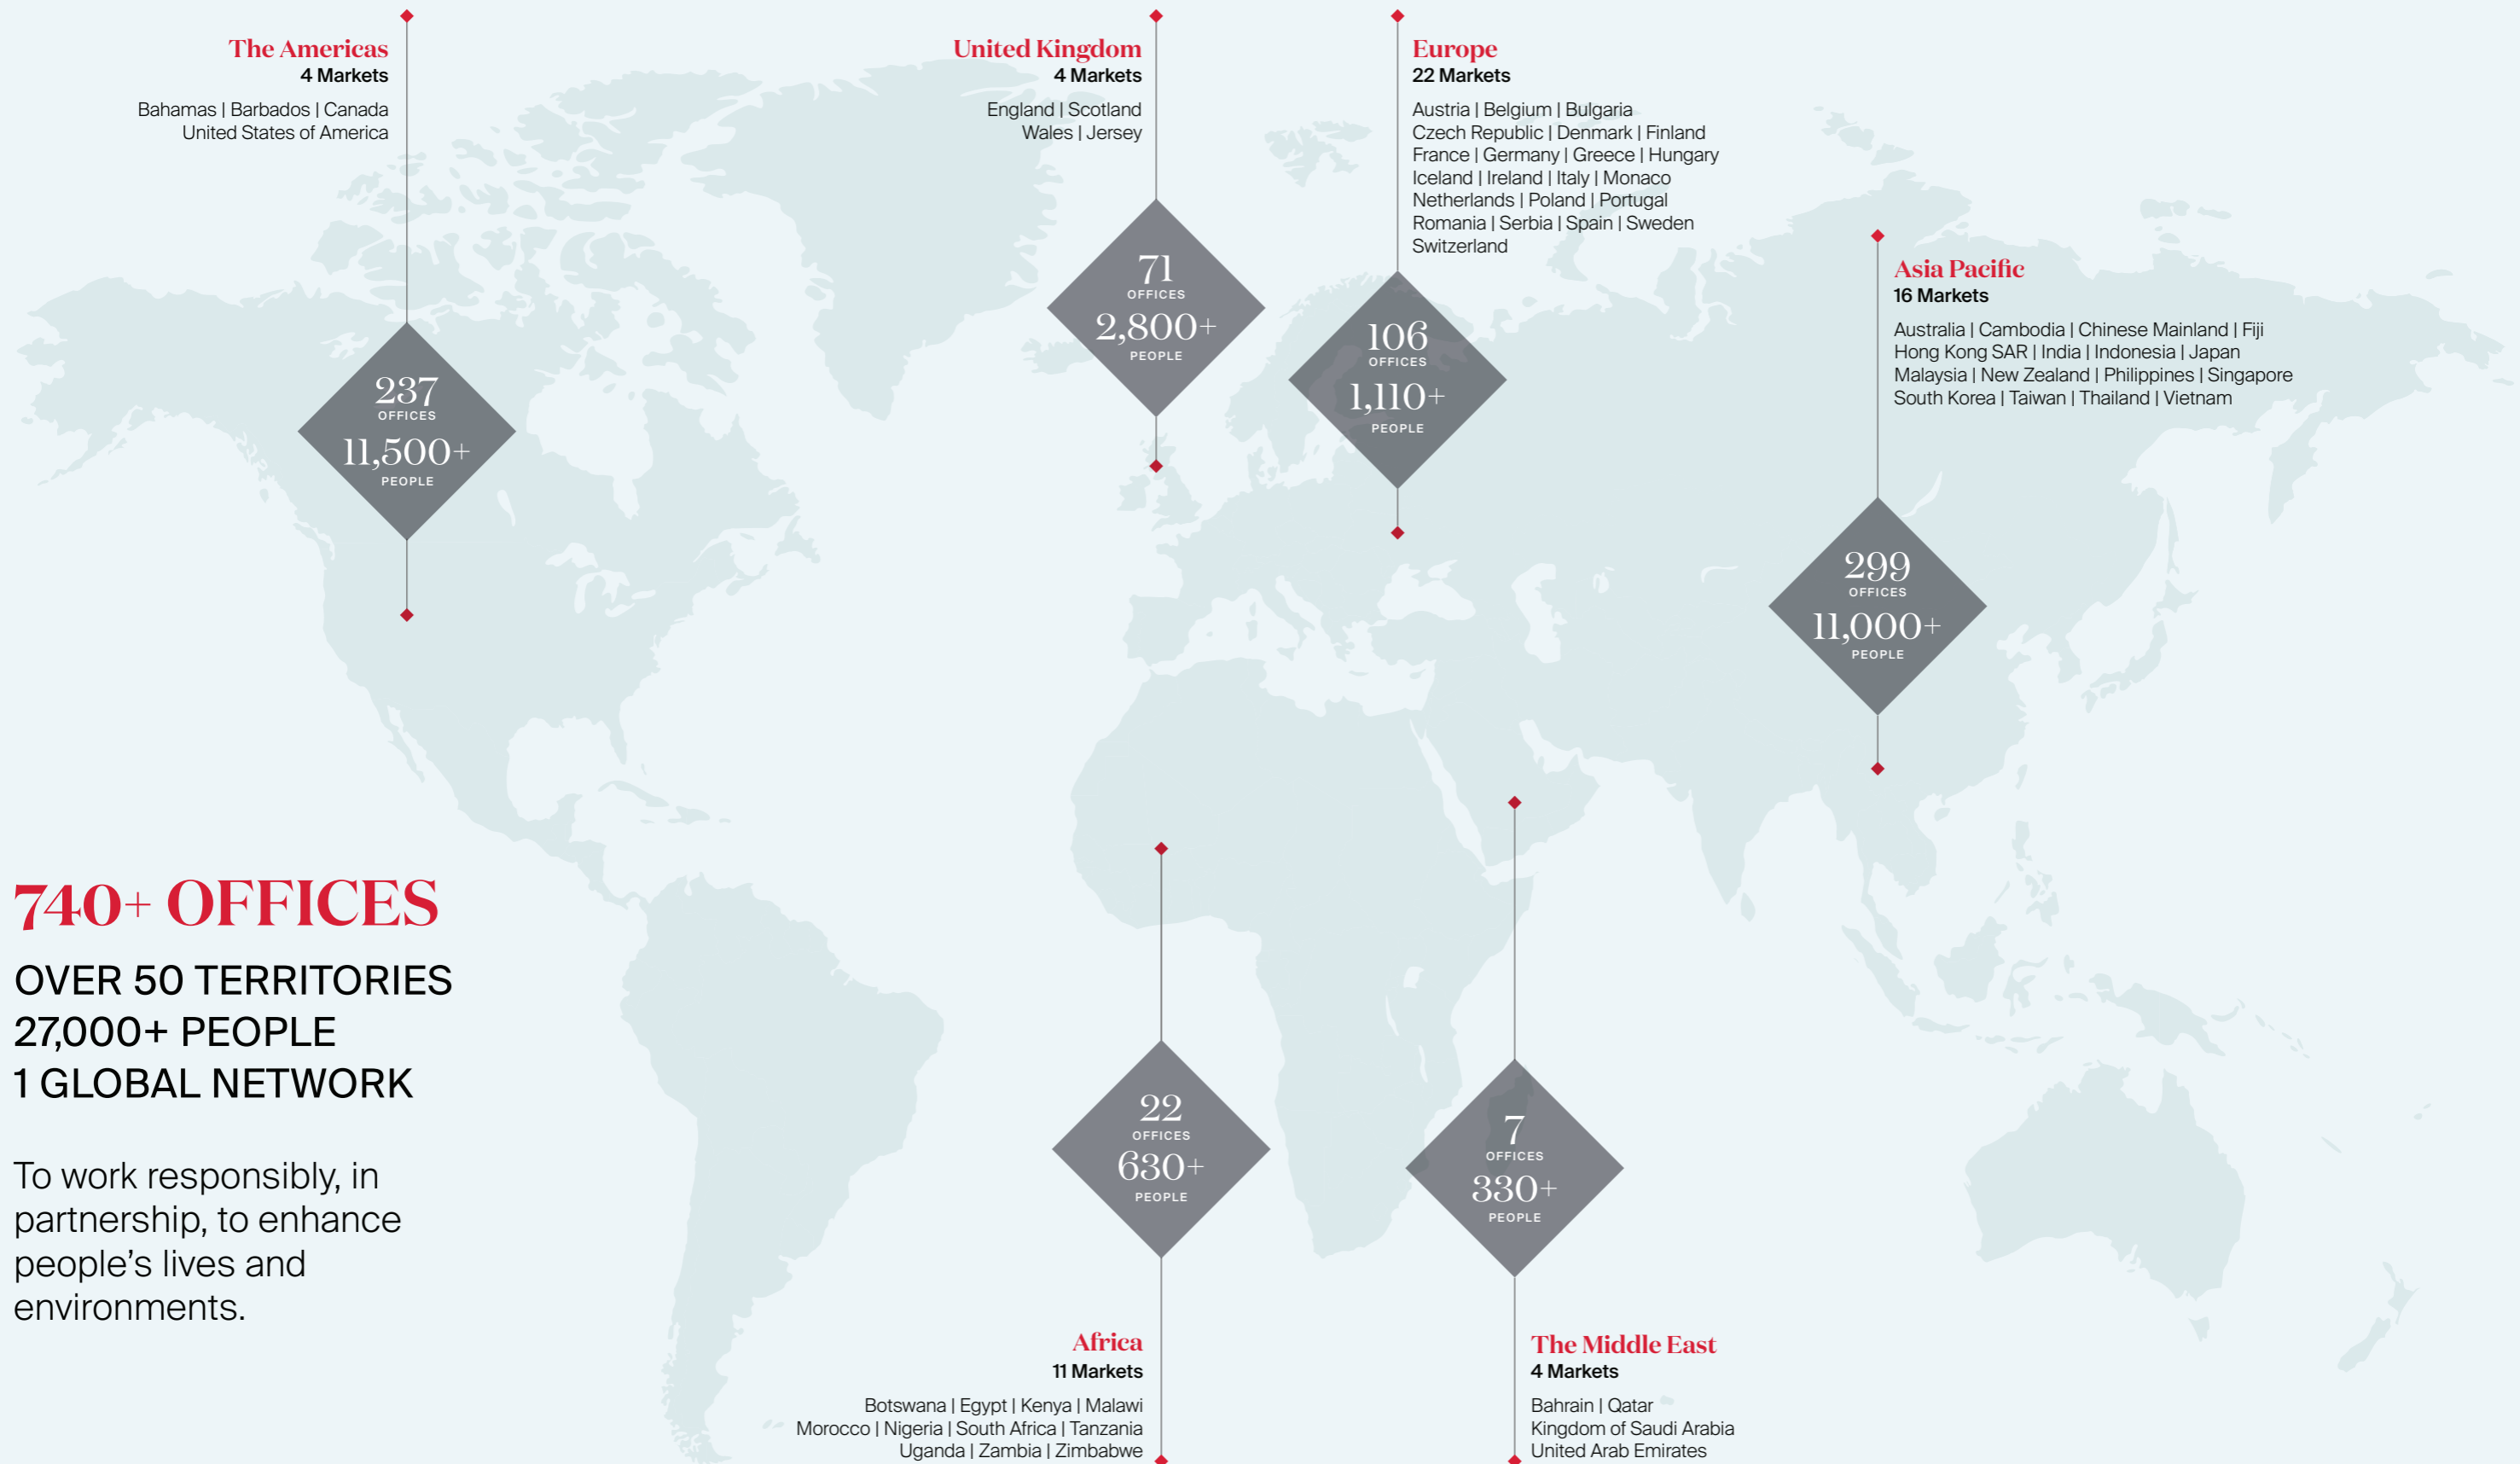 The Americas
4 Markets
Bahamas | Barbados | Canada
United States of America
237
OFFICES
11,500+
PEOPLE
United Kingdom
4 Markets
England | Scotland
Wales | Jersey
71
OFFICES
2,800+
PEOPLE
Europe
22 Markets
Austria | Belgium | Bulgaria
Czech Republic | Denmark | Finland
France | Germany | Greece | Hungary
Iceland | Ireland | Italy | Monaco
Netherlands | Poland | Portugal
Romania | Serbia | Spain | Sweden
Switzerland
106
OFFICES
1,110+
PEOPLE
Asia Pacific
16 Markets
Australia | Cambodia | Chinese Mainland | Fiji
Hong Kong SAR | India | Indonesia | Japan
Malaysia | New Zealand | Philippines | Singapore
South Korea | Taiwan | Thailand | Vietnam
299
OFFICES
11,000+
PEOPLE
740+ OFFICES
OVER 50 TERRITORIES
27,000+ PEOPLE
1 GLOBAL NETWORK
To work responsibly, in
partnership, to enhance
people’s lives and
environments.
22
OFFICES
630+
PEOPLE
Africa
11 Markets
Botswana | Egypt | Kenya | Malawi
Morocco | Nigeria | South Africa | Tanzania
Uganda | Zambia | Zimbabwe
7
OFFICES
330+
PEOPLE
The Middle East
4 Markets
Bahrain | Qatar
Kingdom of Saudi Arabia
United Arab Emirates